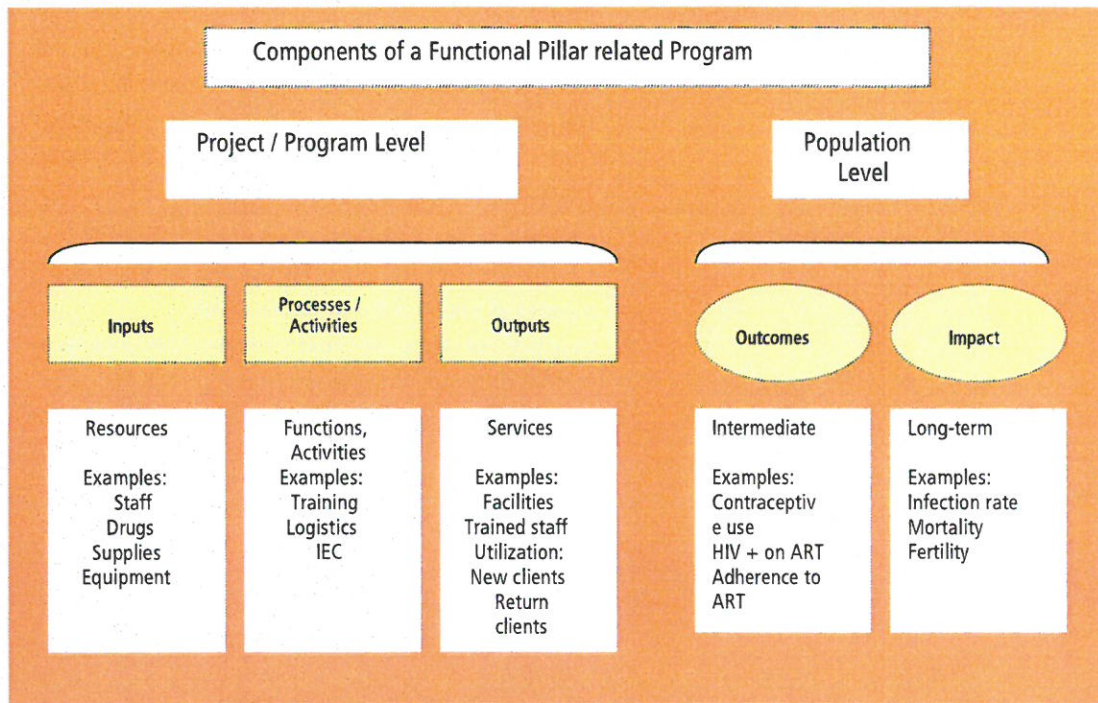 Components of a Functional Pillar related Program
Project / Program Level
Population
Level
Inputs
Processes /
Activities
Outputs
Outcomes
Impact
Resources
Examples:
Staff
Drugs
Supplies
Equipment
Functions,
Activities
Examples:
Training
Logistics
IEC
Services
Examples:
Facilities
Trained staff
Utilization:
New clients
Return
clients
Intermediate
Examples:
Contraceptiv
e use
HIV + on ART
Adherence to
ART
Long-term
Examples:
Infection rate
Mortality
Fertility